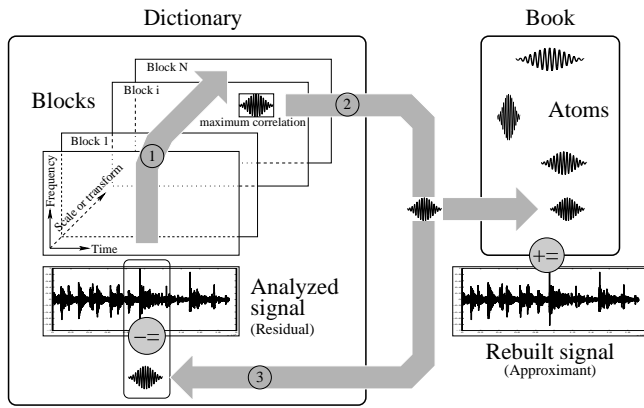 Dictionary
Book
Block N
Block i
Blocks
2
maximum correlation
Atoms
Block 1
1
Frequency
Scale or transform
Time
+=
Analyzed
signal
(Residual)
−=
Rebuilt signal
(Approximant)
3